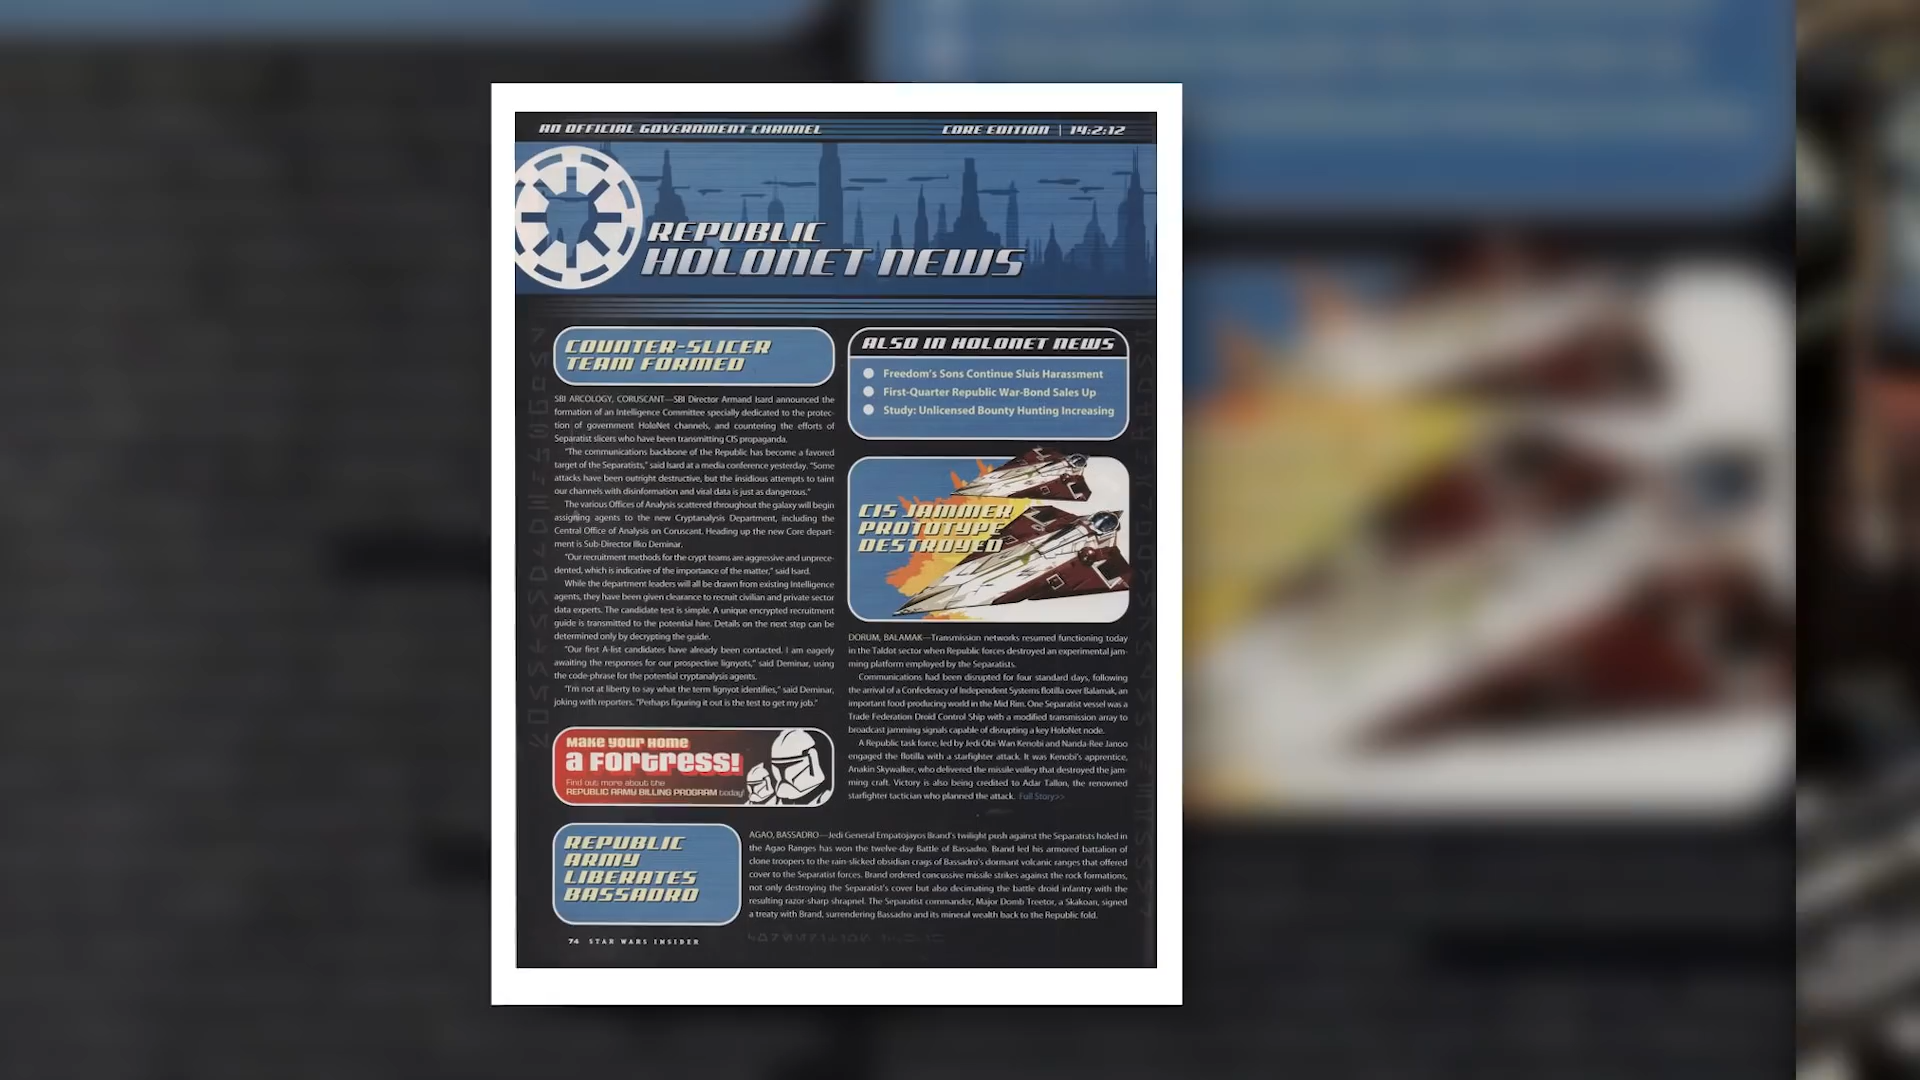 AN OFFICIAL GOVERNMENT CHANNEL
CORE EDITION | 14:2:12
REPUBLIC
HOLONET NEWS
COUNTER-SLICER
TEAM FORMED
SBI ARCOLOGY, CORUSCANT—SBI Director Armand Isard announced the
formation of an Intelligence Committee specially dedicated to the protec-
tion of government HoloNet channels, and countering the efforts of
Separatist slicers who have been transmitting CIS propaganda.
"The communications backbone of the Republic has become a favored
target of the Separatists," said Isard at a media conference yesterday. "Some
attacks have been outright destructive, but the insidious attempts to taint
our channels with disinformation and viral data is just as dangerous."
The various Offices of Analysis scattered throughout the galaxy will begin
assigning agents to the new Cryptanalysis Department, including the
Central Office of Analysis on Coruscant. Heading up the new Core depart-
ment is Sub-Director Ilko Deminar.
"Our recruitment methods for the crypt teams are aggressive and unprece-
dented, which is indicative of the importance of the matter," said Isard.
While the department leaders will all be drawn from existing Intelligence
agents, they have been given clearance to recruit civilian and private sector
data experts. The candidate test is simple. A unique encrypted recruitment
guide is transmitted to the potential hire. Details on the next step can be
determined only by decrypting the guide.
"Our first A-list candidates have already been contacted. I am eagerly
awaiting the responses for our prospective lignyots," said Deminar, using
the code-phrase for the potential cryptanalysis agents.
"I'm not at liberty to say what the term lignyot identifies," said Deminar,
joking with reporters. "Perhaps figuring it out is the test to get my job."
MAKE YOUR HOME
a FORTRESS!
Find out more about the
REPUBLIC ARMY BILLING PROGRAM today!
ALSO IN HOLONET NEWS
Freedom's Sons Continue Sluis Harassment
First-Quarter Republic War-Bond Sales Up
Study: Unlicensed Bounty Hunting Increasing
CIS JAMMER
PROTOTYPE
DESTROYED
DORUM, BALAMAK—Transmission networks resumed functioning today
in the Taldot sector when Republic forces destroyed an experimental jam-
ming platform employed by the Separatists.
Communications had been disrupted for four standard days, following
the arrival of a Confederacy of Independent Systems flotilla over Balamak, an
important food-producing world in the Mid Rim. One Separatist vessel was a
Trade Federation Droid Control Ship with a modified transmission array to
broadcast jamming signals capable of disrupting a key HoloNet node.
A Republic task force, led by Jedi Obi-Wan Kenobi and Nanda-Ree Janoo
engaged the flotilla with a starfighter attack. It was Kenobi's apprentice,
Anakin Skywalker, who delivered the missile volley that destroyed the jam-
ming craft. Victory is also being credited to Adar Tallon, the renowned
starfighter tactician who planned the attack. Full Story>>
REPUBLIC
ARMY
LIBERATES
BASSADRO
AGAO, BASSADRO—Jedi General Empatojayos Brand's twilight push against the Separatists holed in
the Agao Ranges has won the twelve-day Battle of Bassadro. Brand led his armored battalion of
clone troopers to the rain-slicked obsidian crags of Bassadro's dormant volcanic ranges that offered
cover to the Separatist forces. Brand ordered concussive missile strikes against the rock formations,
not only destroying the Separatist's cover but also decimating the battle droid infantry with the
resulting razor-sharp shrapnel. The Separatist commander, Major Domb Treetor, a Skakoan, signed
a treaty with Brand, surrendering Bassadro and its mineral wealth back to the Republic fold.
74 STAR WARS INSIDER